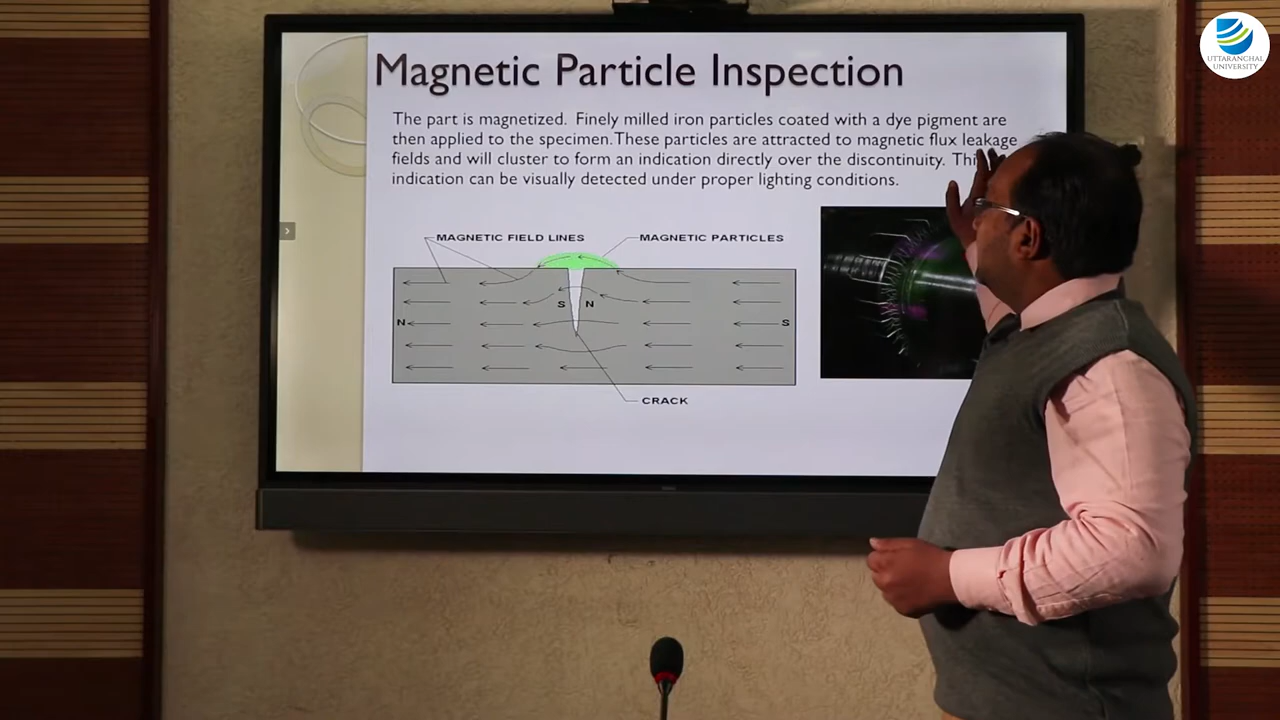 UTTARANCHAL
UNIVERSITY
Magnetic Particle Inspection
The part is magnetized. Finely milled iron particles coated with a dye pigment are
then applied to the specimen. These particles are attracted to magnetic flux leakage
fields and will cluster to form an indication directly over the discontinuity.
indication can be visually detected under proper lighting conditions.
MAGNETIC FIELD LINES
MAGNETIC PARTICLES
S N
N S
CRACK